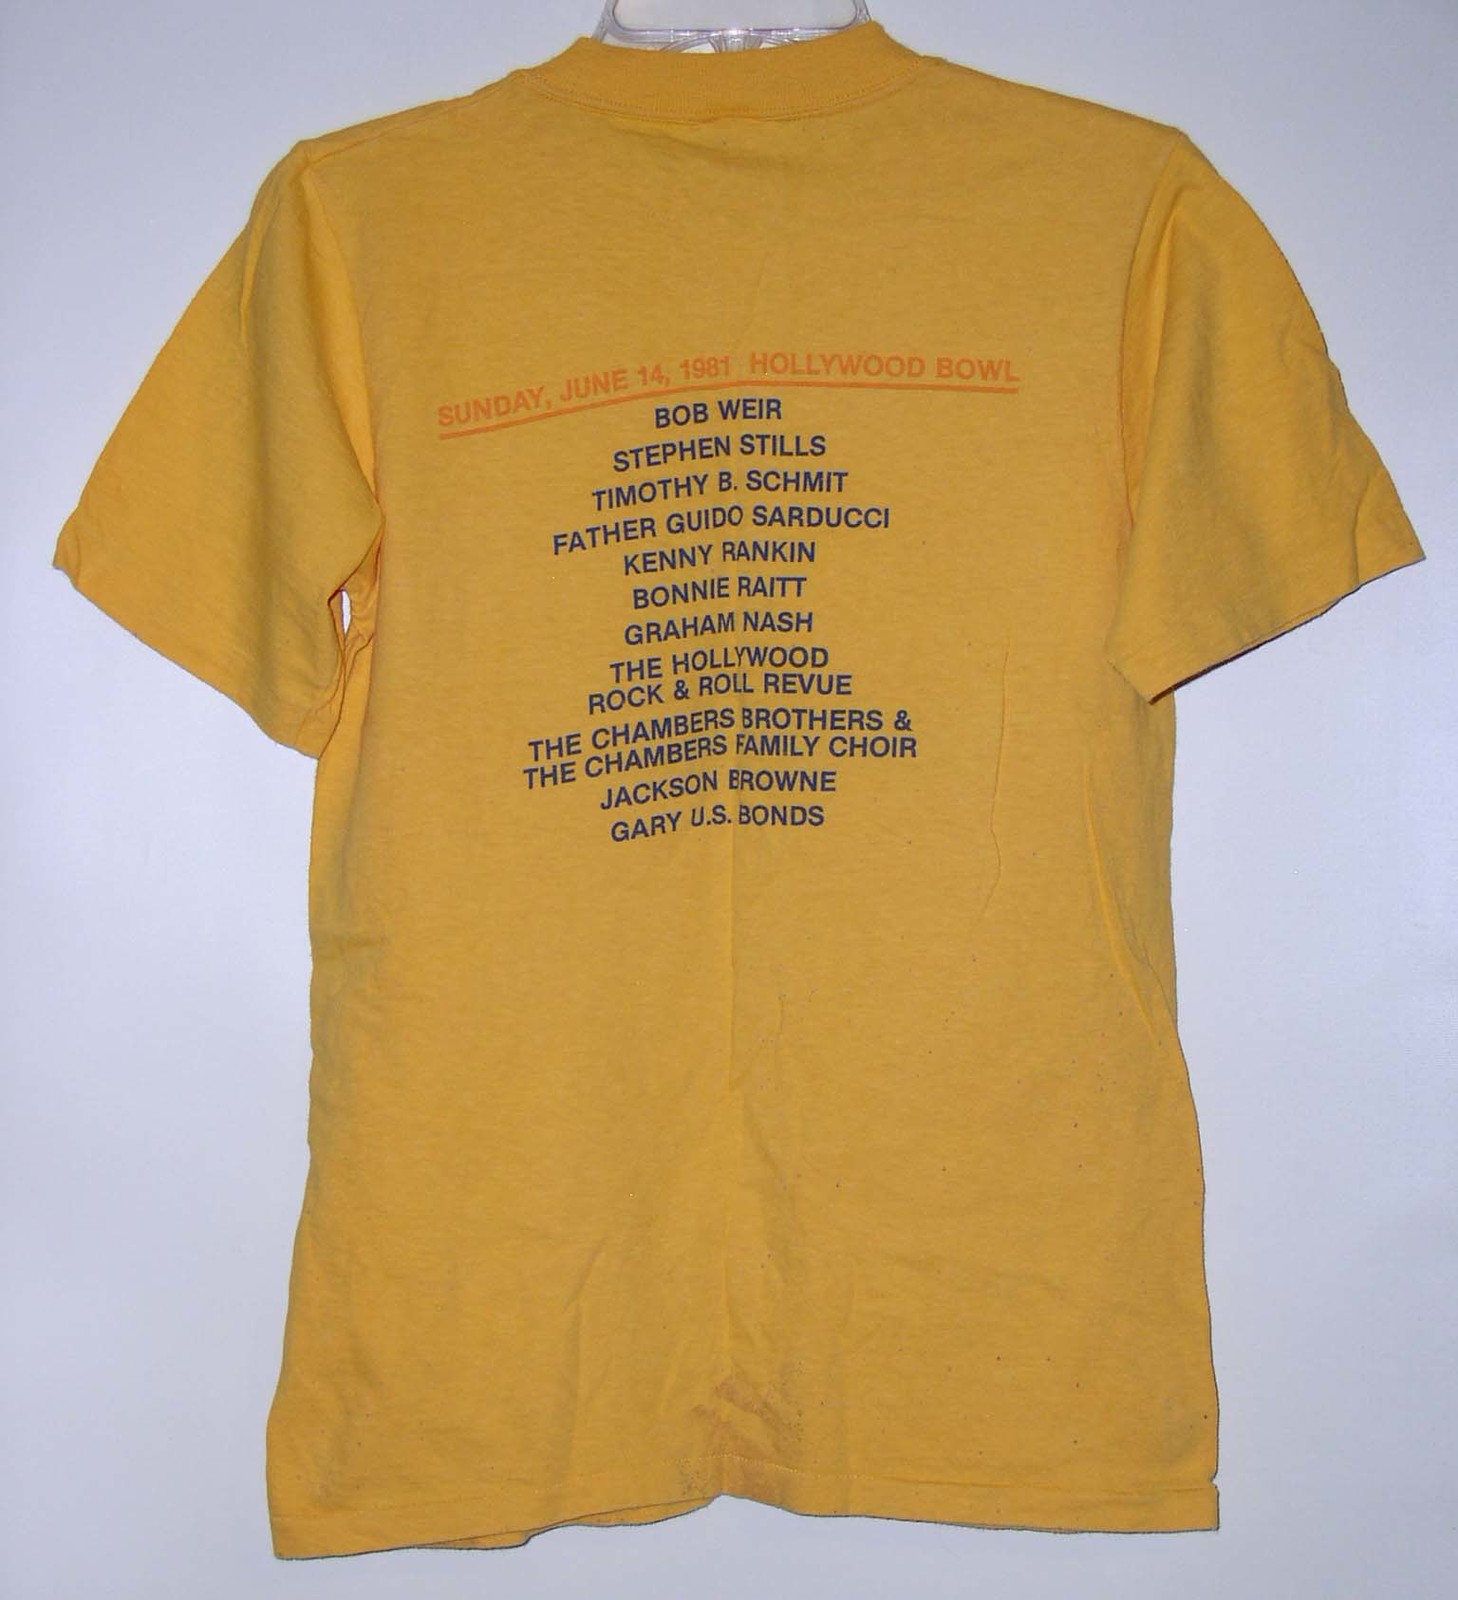 SUNDAY, JUNE 14, 1981 HOLLYWOOD BOWL
BOB WEIR
STEPHEN STILLS
TIMOTHY B. SCHMIT
FATHER GUIDO SARDUCCI
KENNY RANKIN
BONNIE RAITT
GRAHAM NASH
THE HOLLYWOOD
ROCK & ROLL REVUE
THE CHAMBERS BROTHERS &
THE CHAMBERS FAMILY CHOIR
JACKSON BROWNE
GARY U.S. BONDS